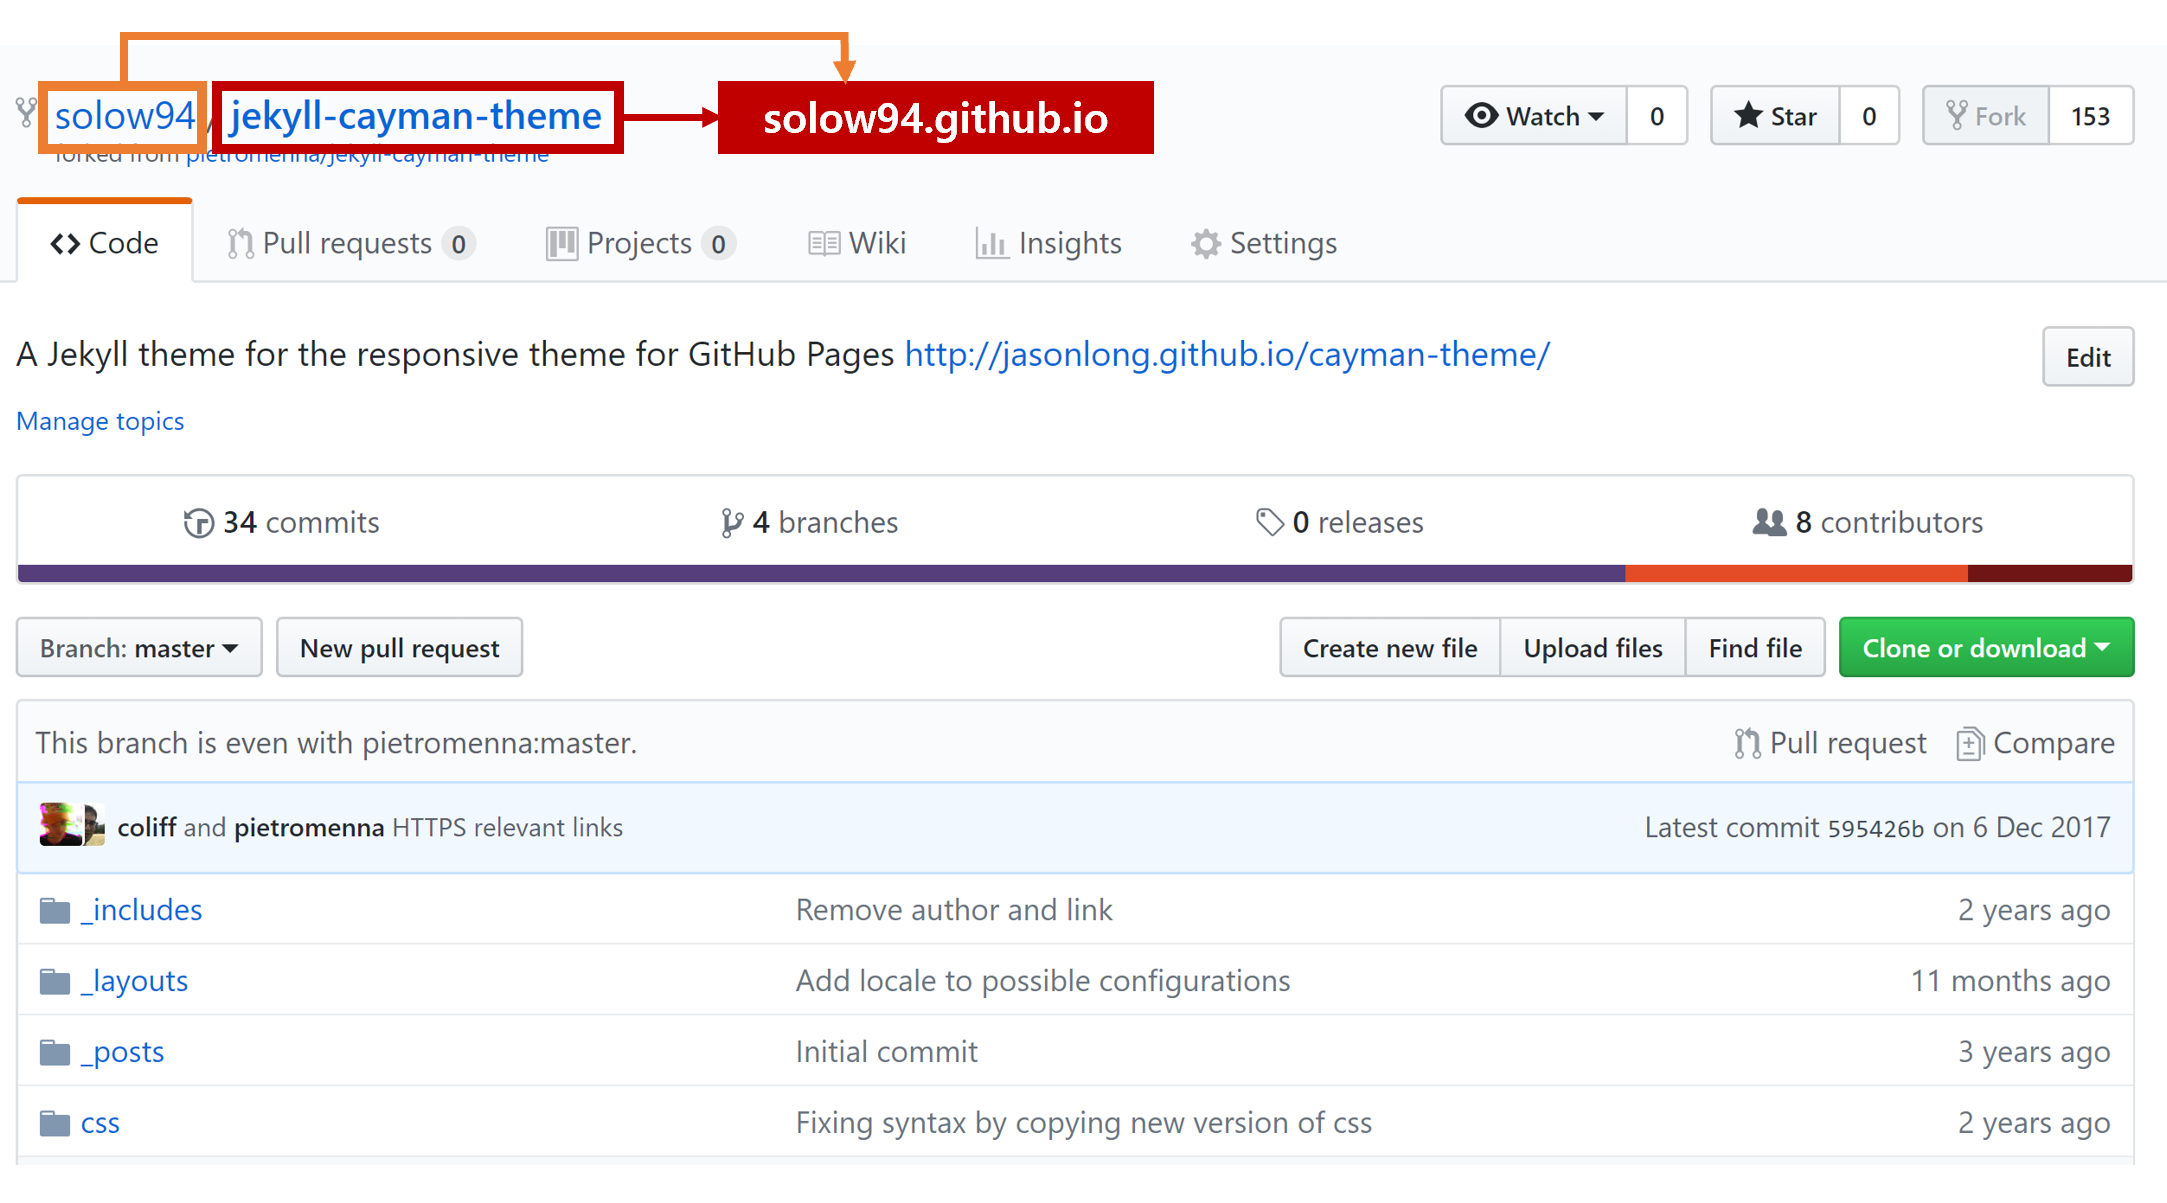 solow94 / jekyll-cayman-theme solow94.github.io Watch 0 Star 0 Fork 153
forked from pietromenna/jekyll-cayman-theme
Code Pull requests 0 Projects 0 Wiki Insights Settings
A Jekyll theme for the responsive theme for GitHub Pages http://jasonlong.github.io/cayman-theme/ Edit
Manage topics
34 commits 4 branches 0 releases 8 contributors
Branch: master New pull request Create new file Upload files Find file Clone or download
This branch is even with pietromenna:master. Pull request Compare
coliff and pietromenna HTTPS relevant links Latest commit 595426b on 6 Dec 2017
_includes Remove author and link 2 years ago
_layouts Add locale to possible configurations 11 months ago
_posts Initial commit 3 years ago
css Fixing syntax by copying new version of css 2 years ago